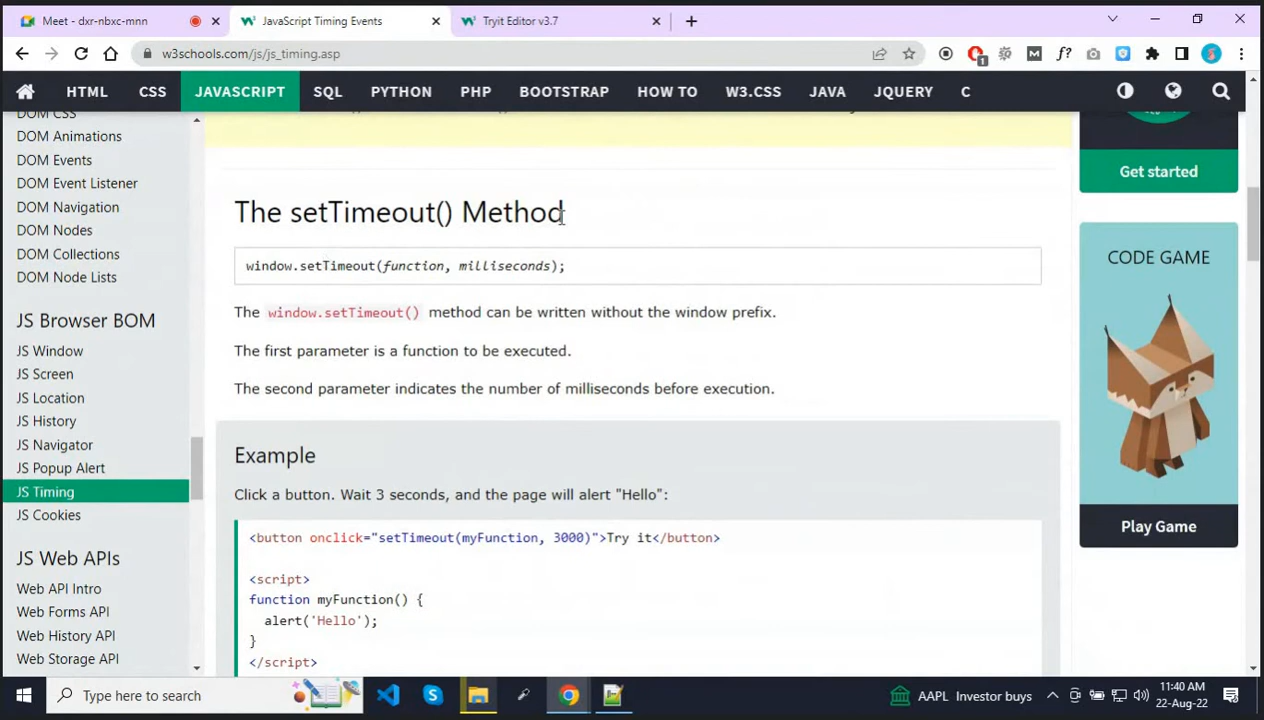 Meet - dxr-nbxc-mnn
JavaScript Timing Events
Tryit Editor v3.7
w3schools.com/js/js_timing.asp
1
HTML
CSS
JAVASCRIPT
SQL
PYTHON
PHP
BOOTSTRAP
HOW TO
W3.CSS
JAVA
JQUERY
C
DOM CSS
DOM Animations
DOM Events
DOM Event Listener
DOM Navigation
DOM Nodes
DOM Collections
DOM Node Lists
JS Browser BOM
JS Window
JS Screen
JS Location
JS History
JS Navigator
JS Popup Alert
JS Timing
JS Cookies
JS Web APIs
Web API Intro
Web Forms API
Web History API
Web Storage API
The setTimeout() Method
window.setTimeout(function, milliseconds);
The window.setTimeout() method can be written without the window prefix.
The first parameter is a function to be executed.
The second parameter indicates the number of milliseconds before execution.
Example
Click a button. Wait 3 seconds, and the page will alert "Hello":
<button onclick="setTimeout(myFunction, 3000)">Try it</button>
<script>
function myFunction() {
alert('Hello');
}
</script>
Get started
CODE GAME
Play Game
Type here to search
AAPL Investor buys
11:40 AM
22-Aug-22